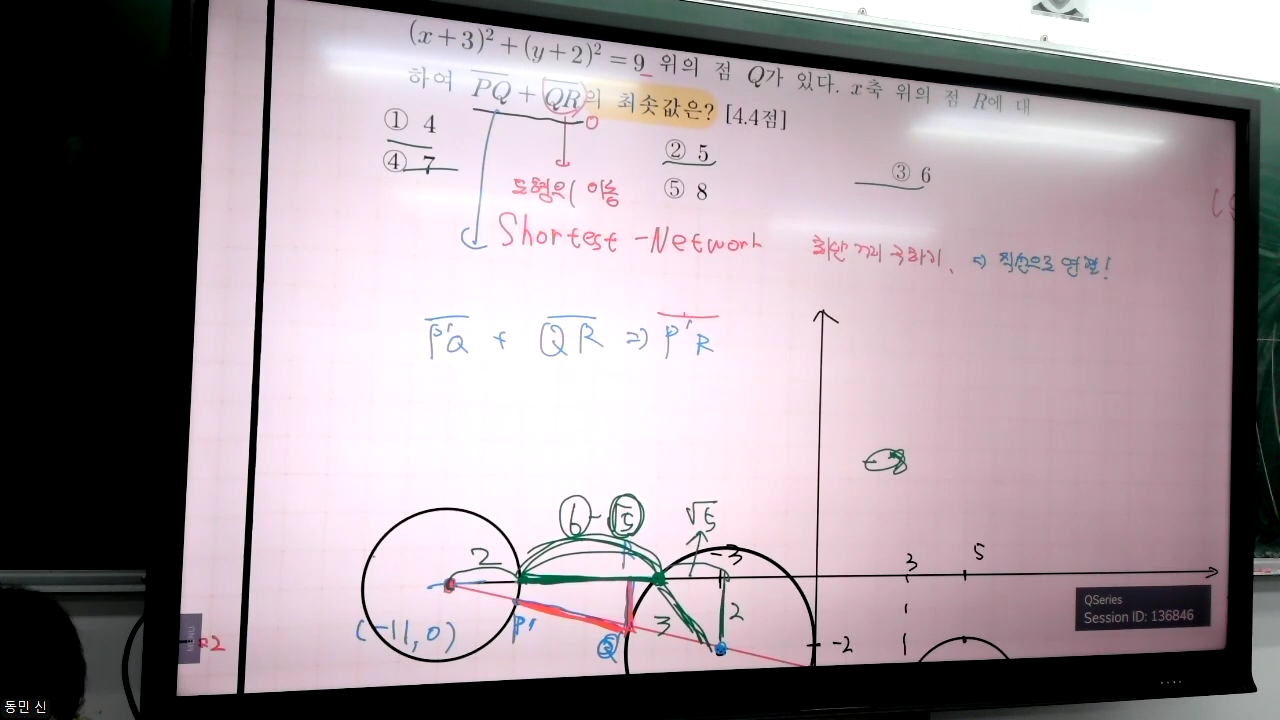 (x+3)²+(y+2)²=9 위의 점 Q가 있다. x축 위의 점 R에 대
하여 PQ + QR의 최솟값은? [4.4점]
0
① 4
② 5
③ 6
④ 7
⑤ 8
도형의 이동
Shortest -Network
최단 거리 구하기. ⇒ 직선으로 연결!
P'Q + QR ⇒ P'R
6-√5
√5
2
-3
3
5
R
2
3
(-11,0)
P'
Q
-2
-2
QSeries
Session ID: 136846
MENU
동민 신